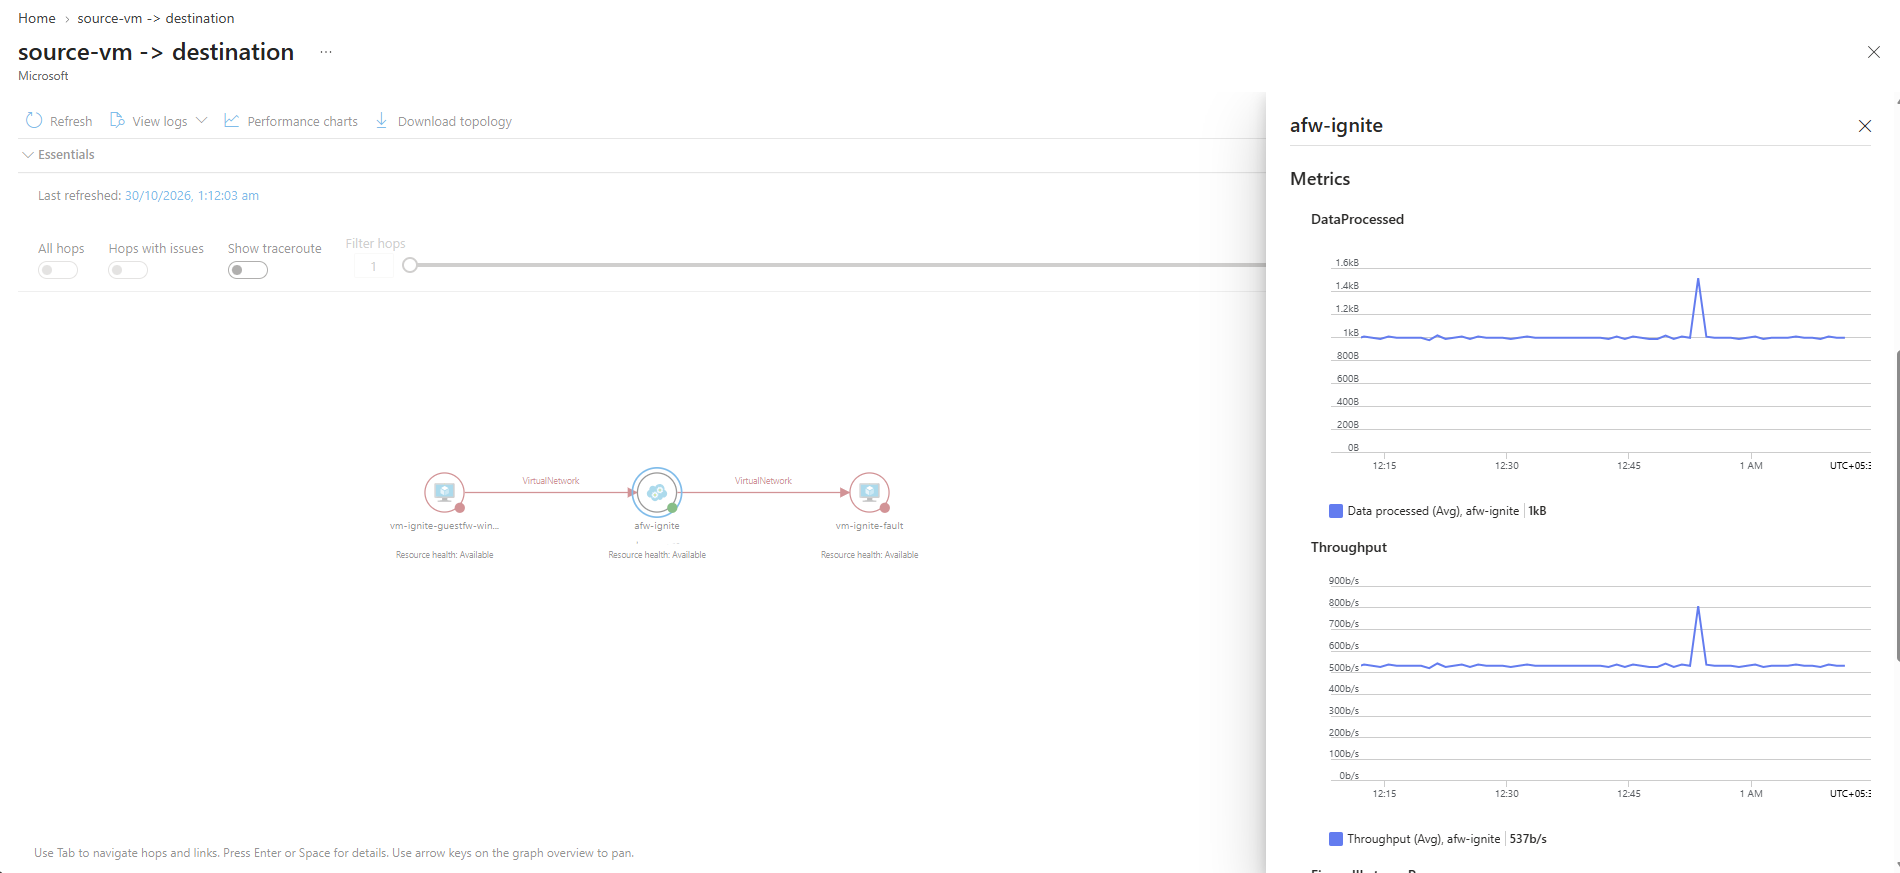 Home › source-vm -> destination
source-vm -> destination ...
Microsoft
Refresh View logs Performance charts Download topology
Essentials
Last refreshed: 30/10/2026, 1:12:03 am
All hops Hops with issues Show traceroute Filter hops
1
VirtualNetwork VirtualNetwork
vm-ignite-guestfw-win... afw-ignite vm-ignite-fault
Resource health: Available Resource health: Available Resource health: Available
Use Tab to navigate hops and links. Press Enter or Space for details. Use arrow keys on the graph overview to pan.
afw-ignite
Metrics
DataProcessed
1.6kB
1.4kB
1.2kB
1kB
800B
600B
400B
200B
0B
12:15 12:30 12:45 1 AM UTC+05:3
Data processed (Avg), afw-ignite 1kB
Throughput
900b/s
800b/s
700b/s
600b/s
500b/s
400b/s
300b/s
200b/s
100b/s
0b/s
12:15 12:30 12:45 1 AM UTC+05:3
Throughput (Avg), afw-ignite 537b/s